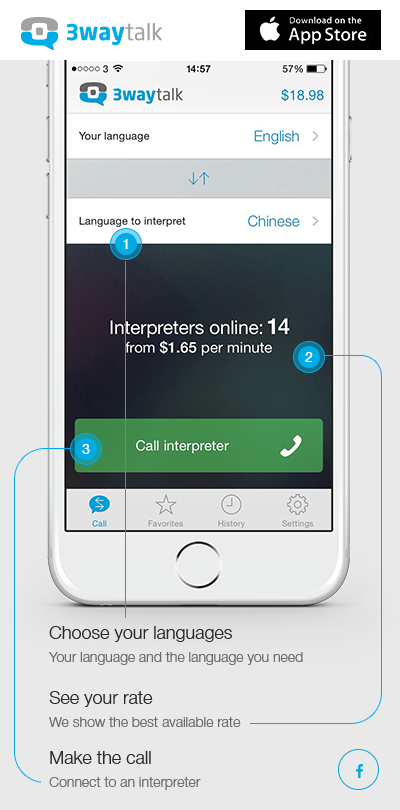 3waytalk
Download on the
App Store
3
14:57
57%
3waytalk
$18.98
Your language
English
Language to interpret
Chinese
1
Interpreters online: 14
from $1.65 per minute
2
3
Call interpreter
Call
Favorites
History
Settings
Choose your languages
Your language and the language you need
See your rate
We show the best available rate
Make the call
Connect to an interpreter
f